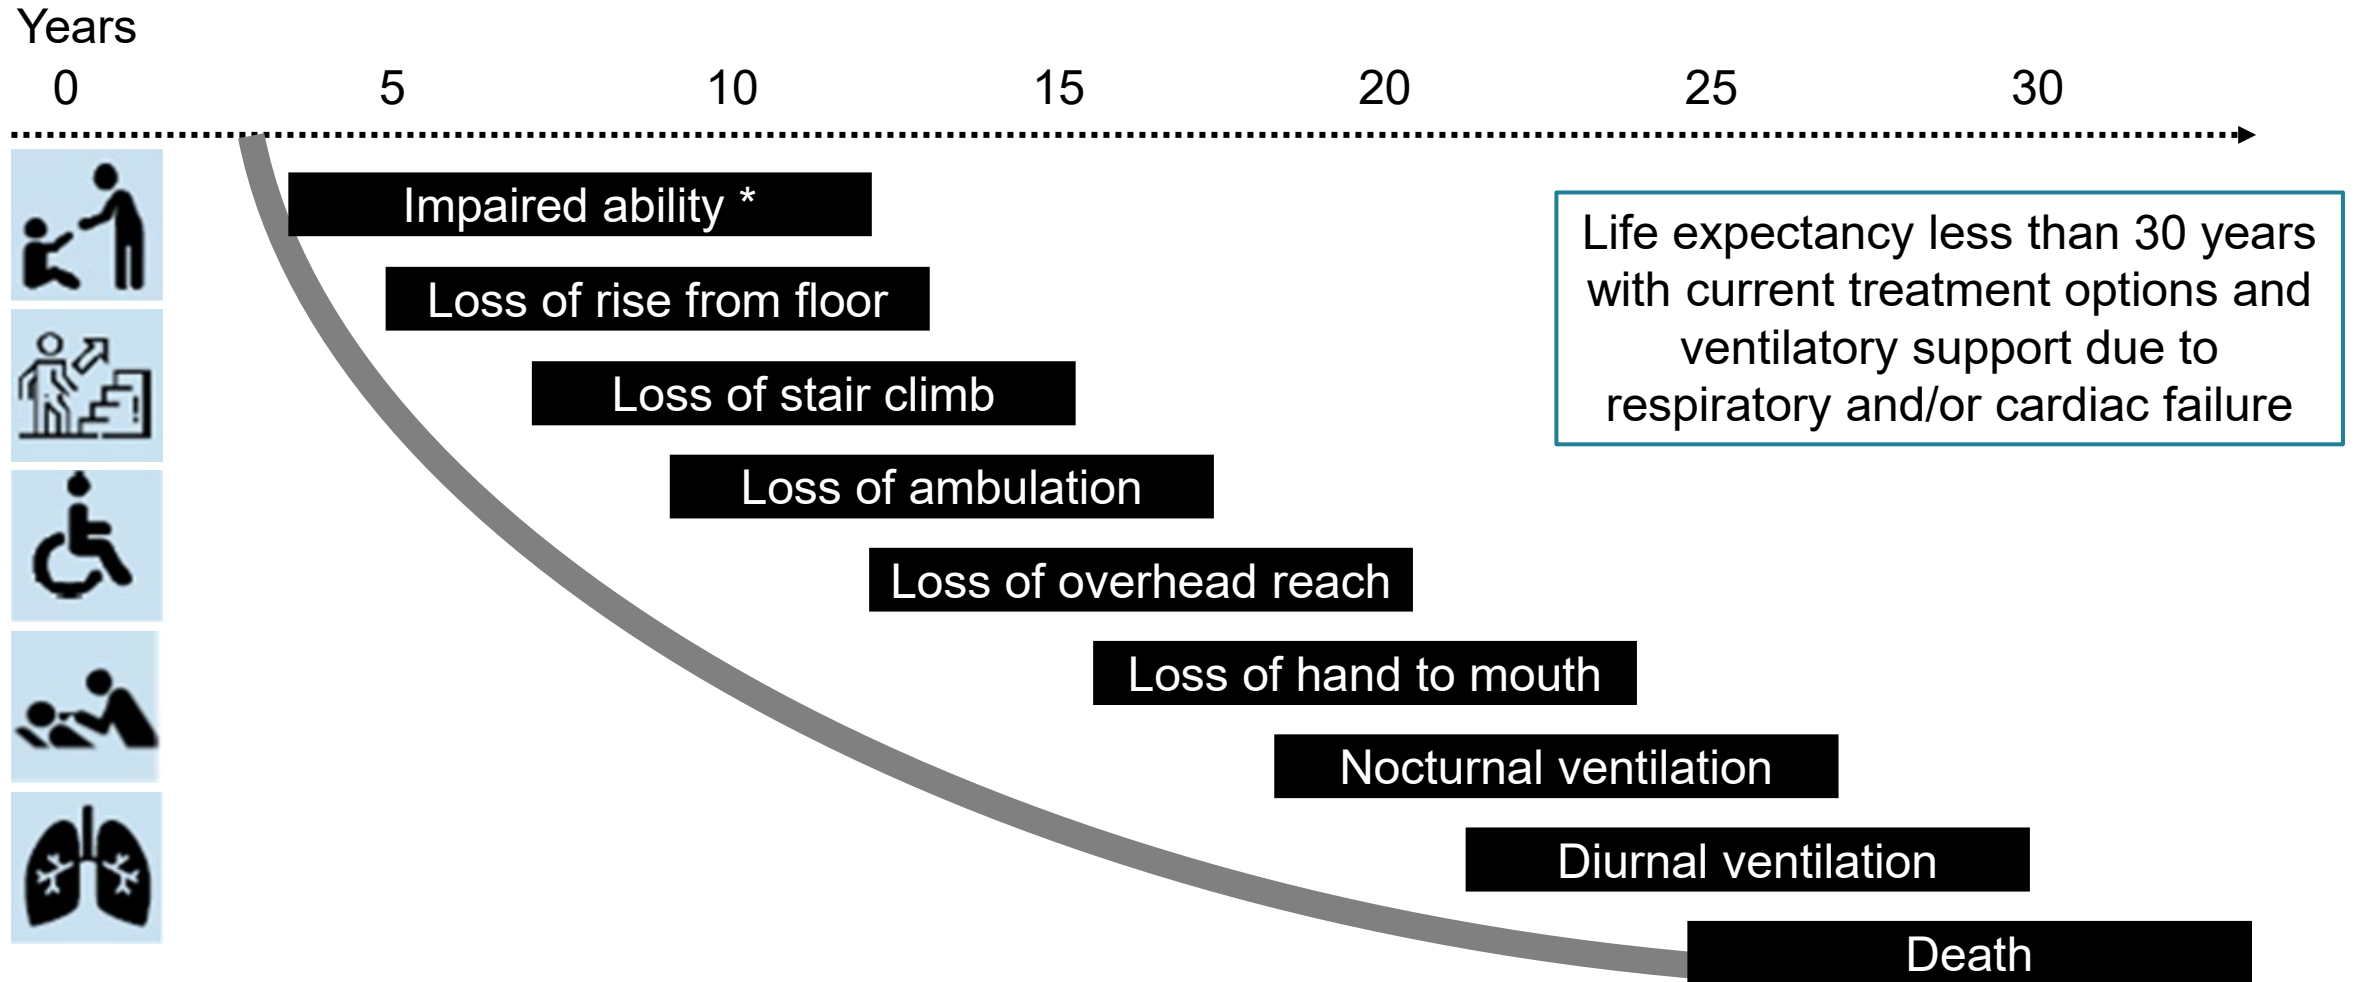 Years
0 5 10 15 20 25 30
Impaired ability *
Loss of rise from floor
Loss of stair climb
Loss of ambulation
Loss of overhead reach
Loss of hand to mouth
Nocturnal ventilation
Diurnal ventilation
Death
Life expectancy less than 30 years
with current treatment options and
ventilatory support due to
respiratory and/or cardiac failure